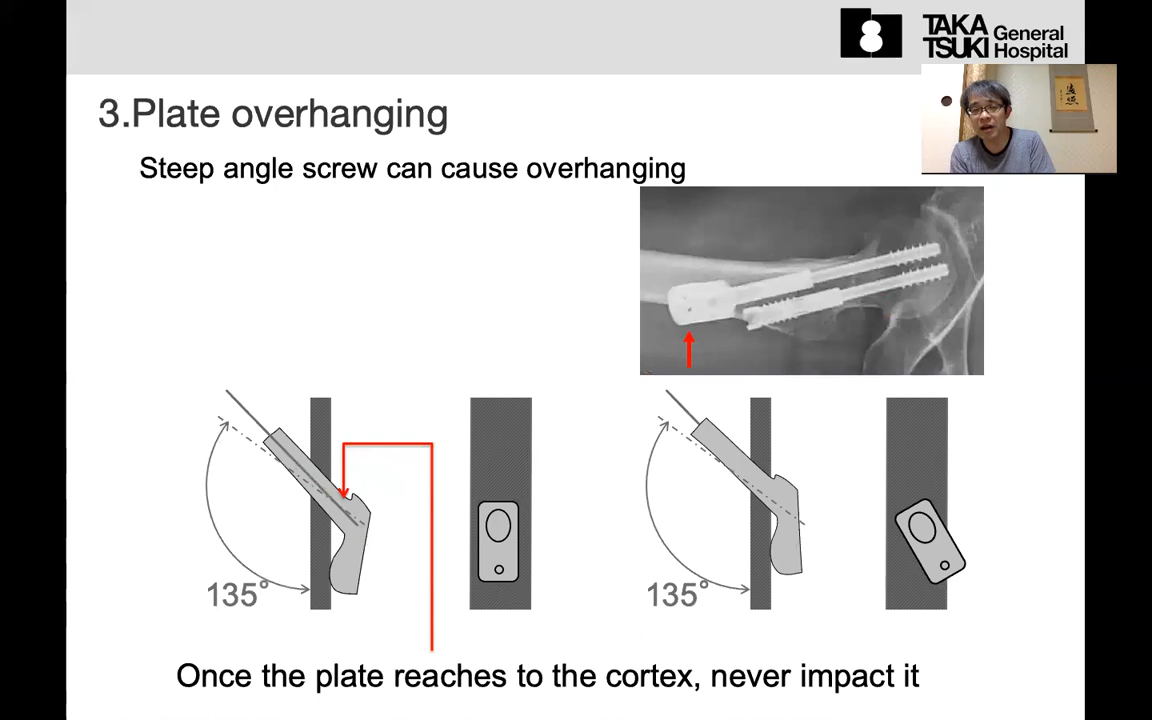 TAKA
TSUKI General
Hospital
3.Plate overhanging
Steep angle screw can cause overhanging
135°
135°
Once the plate reaches to the cortex, never impact it